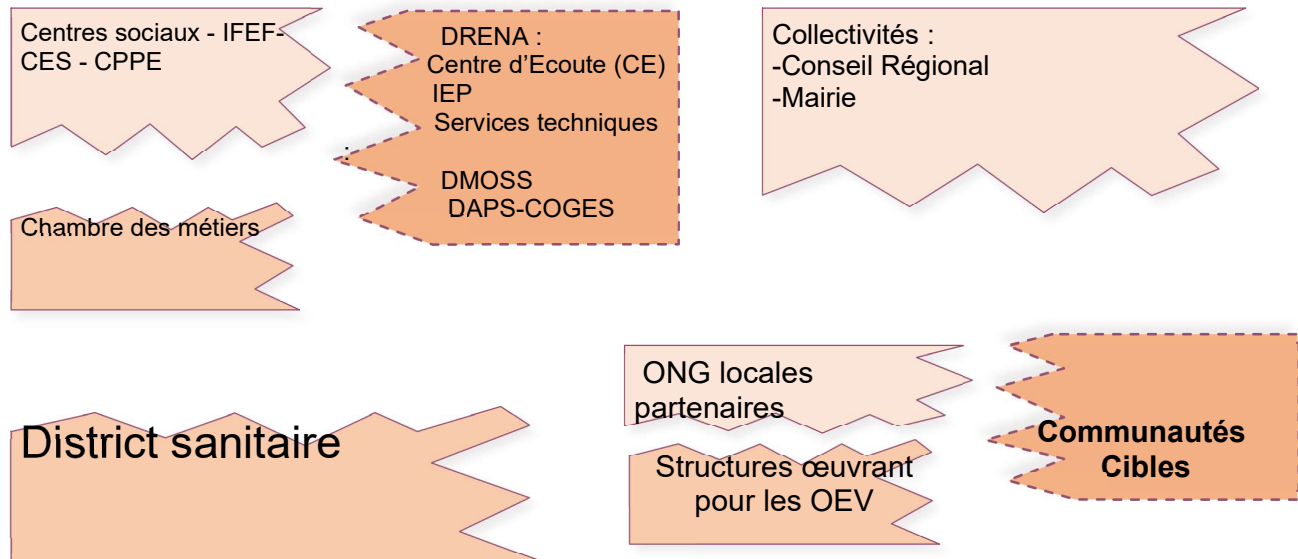 Centres sociaux - IFEF-
CES - CPPE
DRENA :
Centre d’Ecoute (CE)
IEP
Services techniques
:
DMOSS
DAPS-COGES
Collectivités :
-Conseil Régional
-Mairie
Chambre des métiers
District sanitaire
ONG locales
partenaires
Structures œuvrant
pour les OEV
Communautés
Cibles